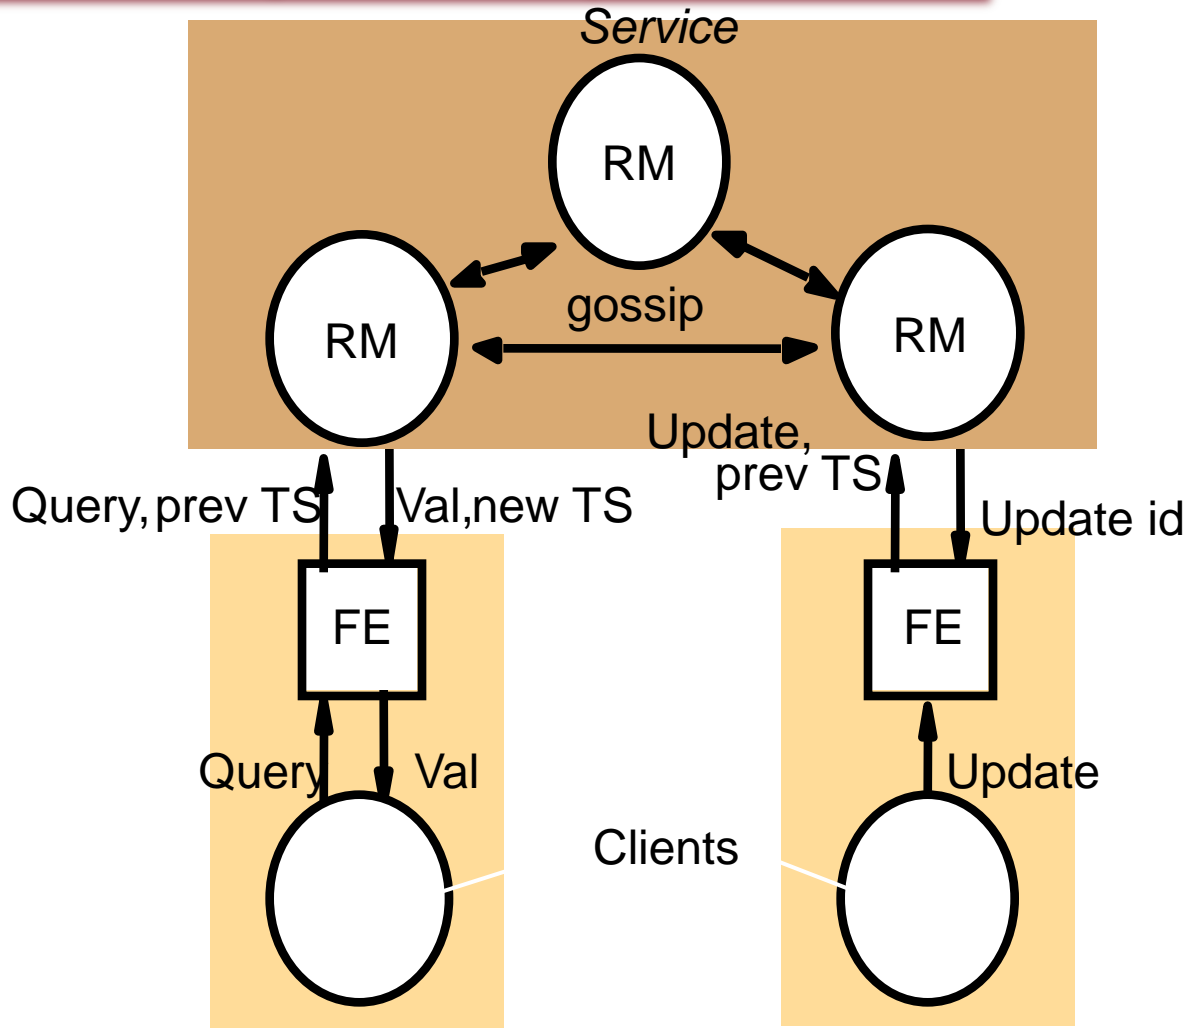 Service
RM
RM
gossip
RM
Update,
prev TS
Query, prev TS
Val, new TS
Update id
FE
FE
Query
Val
Update
Clients